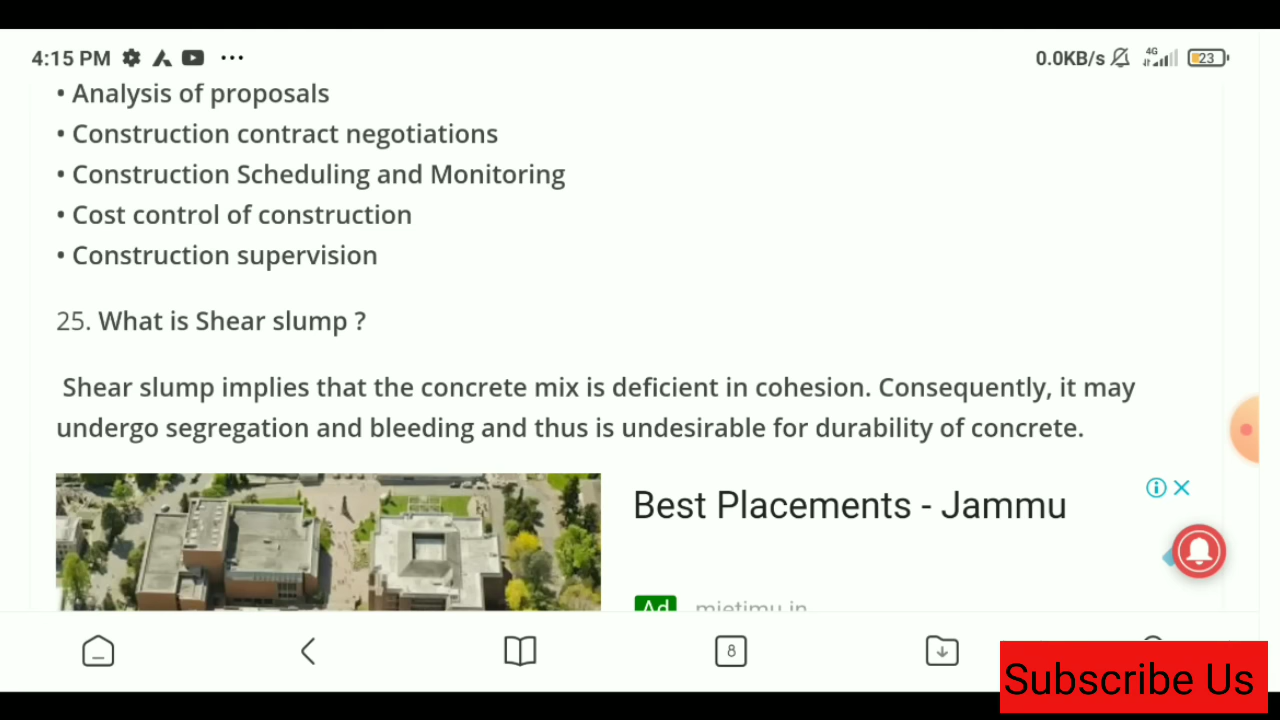 4:15 PM ... 0.0KB/s 4G 23
• Analysis of proposals
• Construction contract negotiations
• Construction Scheduling and Monitoring
• Cost control of construction
• Construction supervision
25. What is Shear slump ?
Shear slump implies that the concrete mix is deficient in cohesion. Consequently, it may
undergo segregation and bleeding and thus is undesirable for durability of concrete.
Best Placements - Jammu
Ad mietjmu.in
8
Subscribe Us